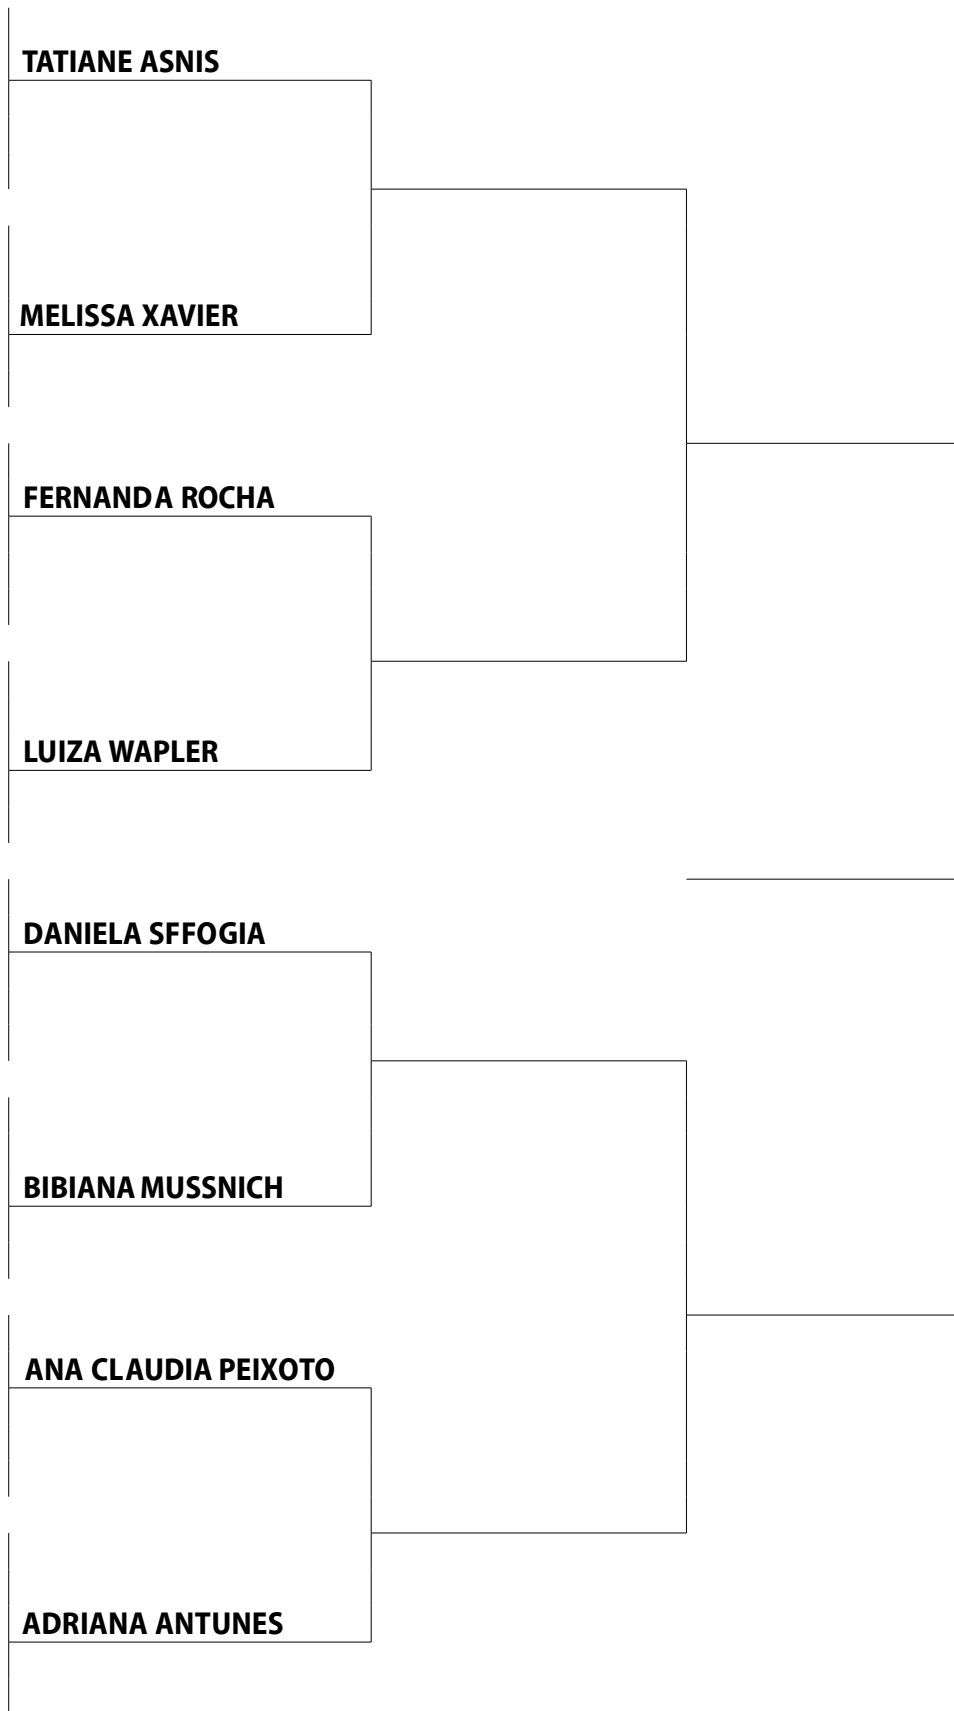 TATIANE ASNIS
MELISSA XAVIER
FERNANDA ROCHA
LUIZA WAPLER
DANIELA SFFOGIA
BIBIANA MUSSNICH
ANA CLAUDIA PEIXOTO
ADRIANA ANTUNES